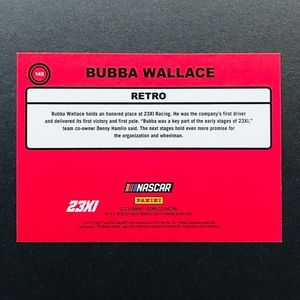 145
BUBBA WALLACE
RETRO
Bubba Wallace holds an honored place at 23XI Racing. He was the company's first driver
and delivered its first victory and first pole. "Bubba was a key part of the early stages of 23XI,"
team co-owner Denny Hamlin said. The next stages hold even more promise for
the organization and wheelman.
NASCAR
23XI
PANINI